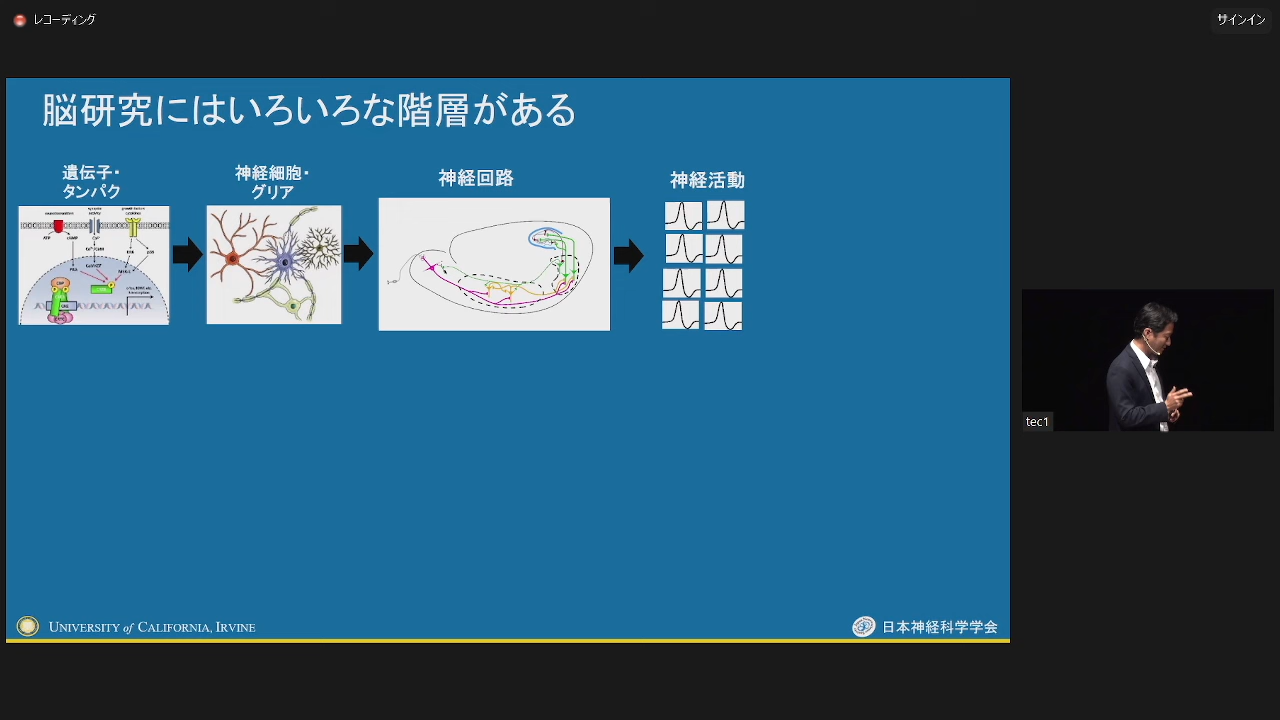 レコーディング
サインイン
脳研究にはいろいろな階層がある
遺伝子・
タンパク
神経細胞・
グリア
神経回路
神経活動
ATP
cAMP
PKA
tec1
UNIVERSITY of CALIFORNIA, IRVINE
日本神経科学学会